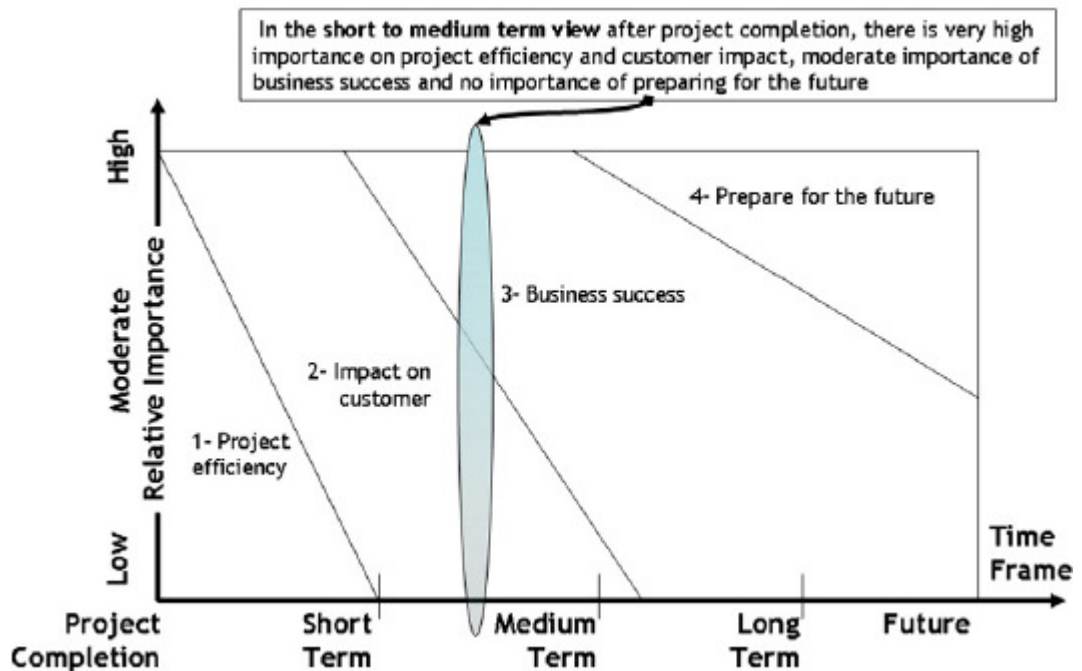 In the short to medium term view after project completion, there is very high
importance on project efficiency and customer impact, moderate importance of
business success and no importance of preparing for the future
High
Moderate
Low
Relative Importance
4- Prepare for the future
3- Business success
2- Impact on
customer
1- Project
efficiency
Time
Frame
Project
Completion
Short
Term
Medium
Term
Long
Term
Future